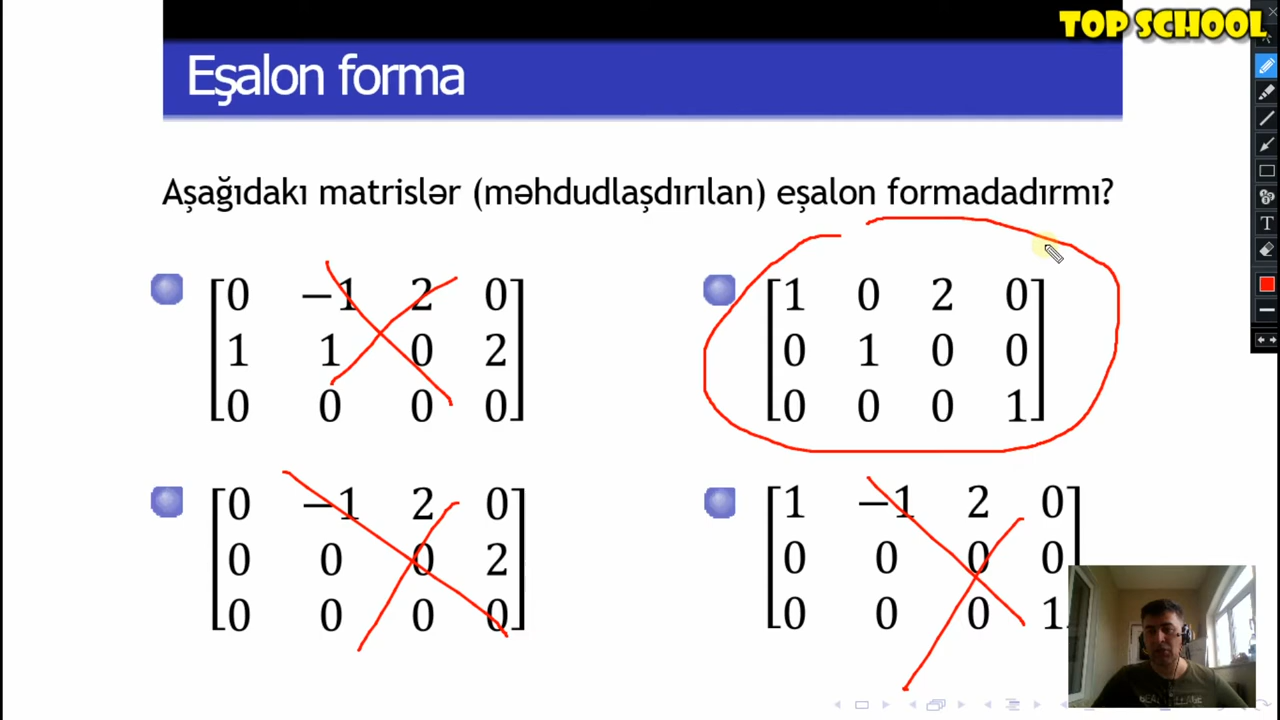 TOP SCHOOL
Eşalon forma
Aşağıdakı matrislər (məhdudlaşdırılan) eşalon formadadırmı?
0 −1 2 0
1 1 0 2
0 0 0 0
1 0 2 0
0 1 0 0
0 0 0 1
0 −1 2 0
0 0 0 2
0 0 0 0
1 −1 2 0
0 0 0 0
0 0 0 1